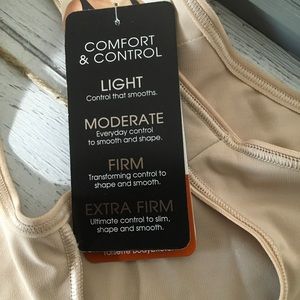 COMFORT
& CONTROL
LIGHT
Control that smooths.
MODERATE
Everyday control
to smooth and shape.
FIRM
Transforming control to
shape and smooth.
EXTRA FIRM
Ultimate control to slim,
shape and smooth.